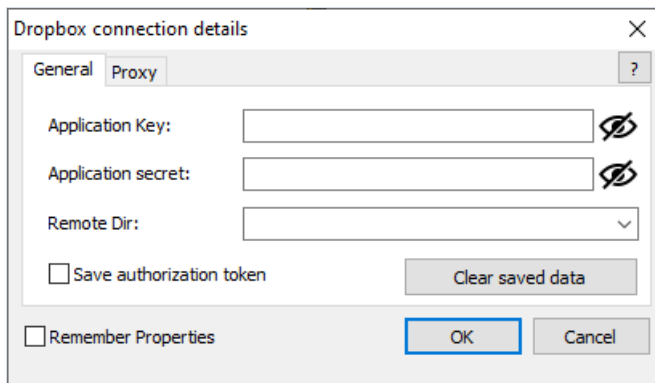 Dropbox connection details
General Proxy ?
Application Key:
Application secret:
Remote Dir:
Save authorization token Clear saved data
Remember Properties OK Cancel